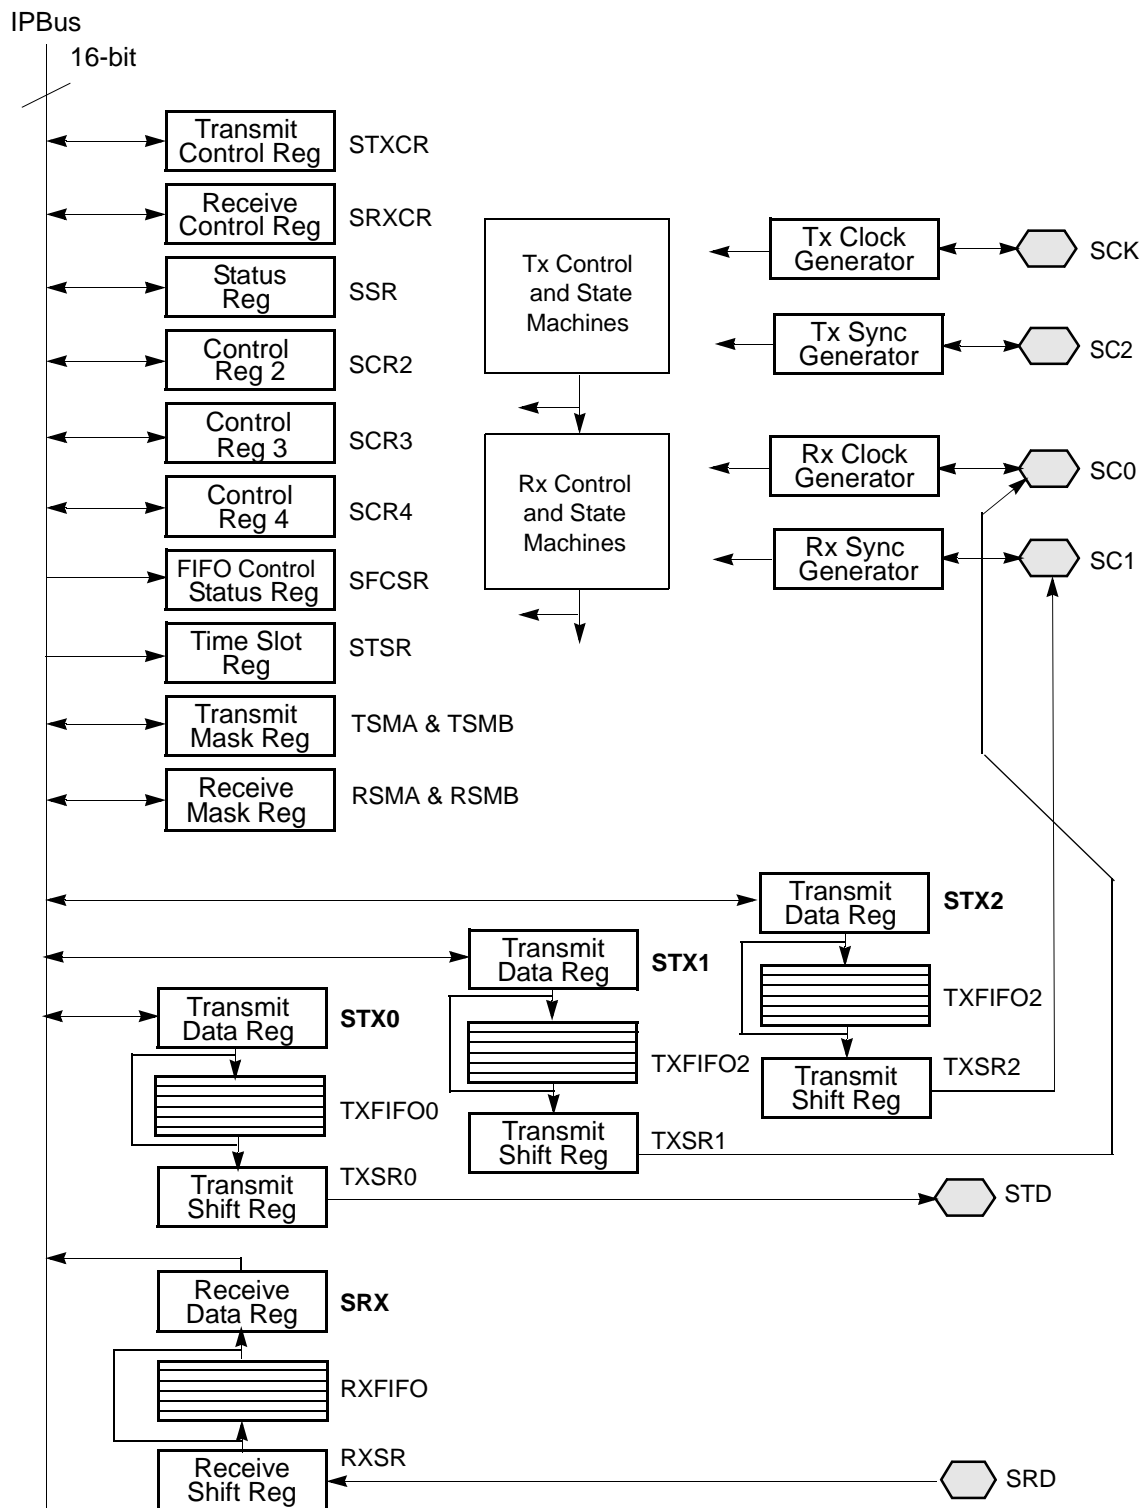 IPBus
16-bit
Transmit
Control Reg
STXCR
Receive
Control Reg
SRXCR
Status
Reg
SSR
Control
Reg 2
SCR2
Control
Reg 3
SCR3
Control
Reg 4
SCR4
FIFO Control
Status Reg
SFCSR
Time Slot
Reg
STSR
Transmit
Mask Reg
TSMA & TSMB
Receive
Mask Reg
RSMA & RSMB
Tx Control
and State
Machines
Rx Control
and State
Machines
Tx Clock
Generator
SCK
Tx Sync
Generator
SC2
Rx Clock
Generator
SC0
Rx Sync
Generator
SC1
Transmit
Data Reg
STX2
TXFIFO2
Transmit
Shift Reg
TXSR2
Transmit
Data Reg
STX1
TXFIFO2
Transmit
Shift Reg
TXSR1
Transmit
Data Reg
STX0
TXFIFO0
Transmit
Shift Reg
TXSR0
STD
Receive
Data Reg
SRX
RXFIFO
Receive
Shift Reg
RXSR
SRD